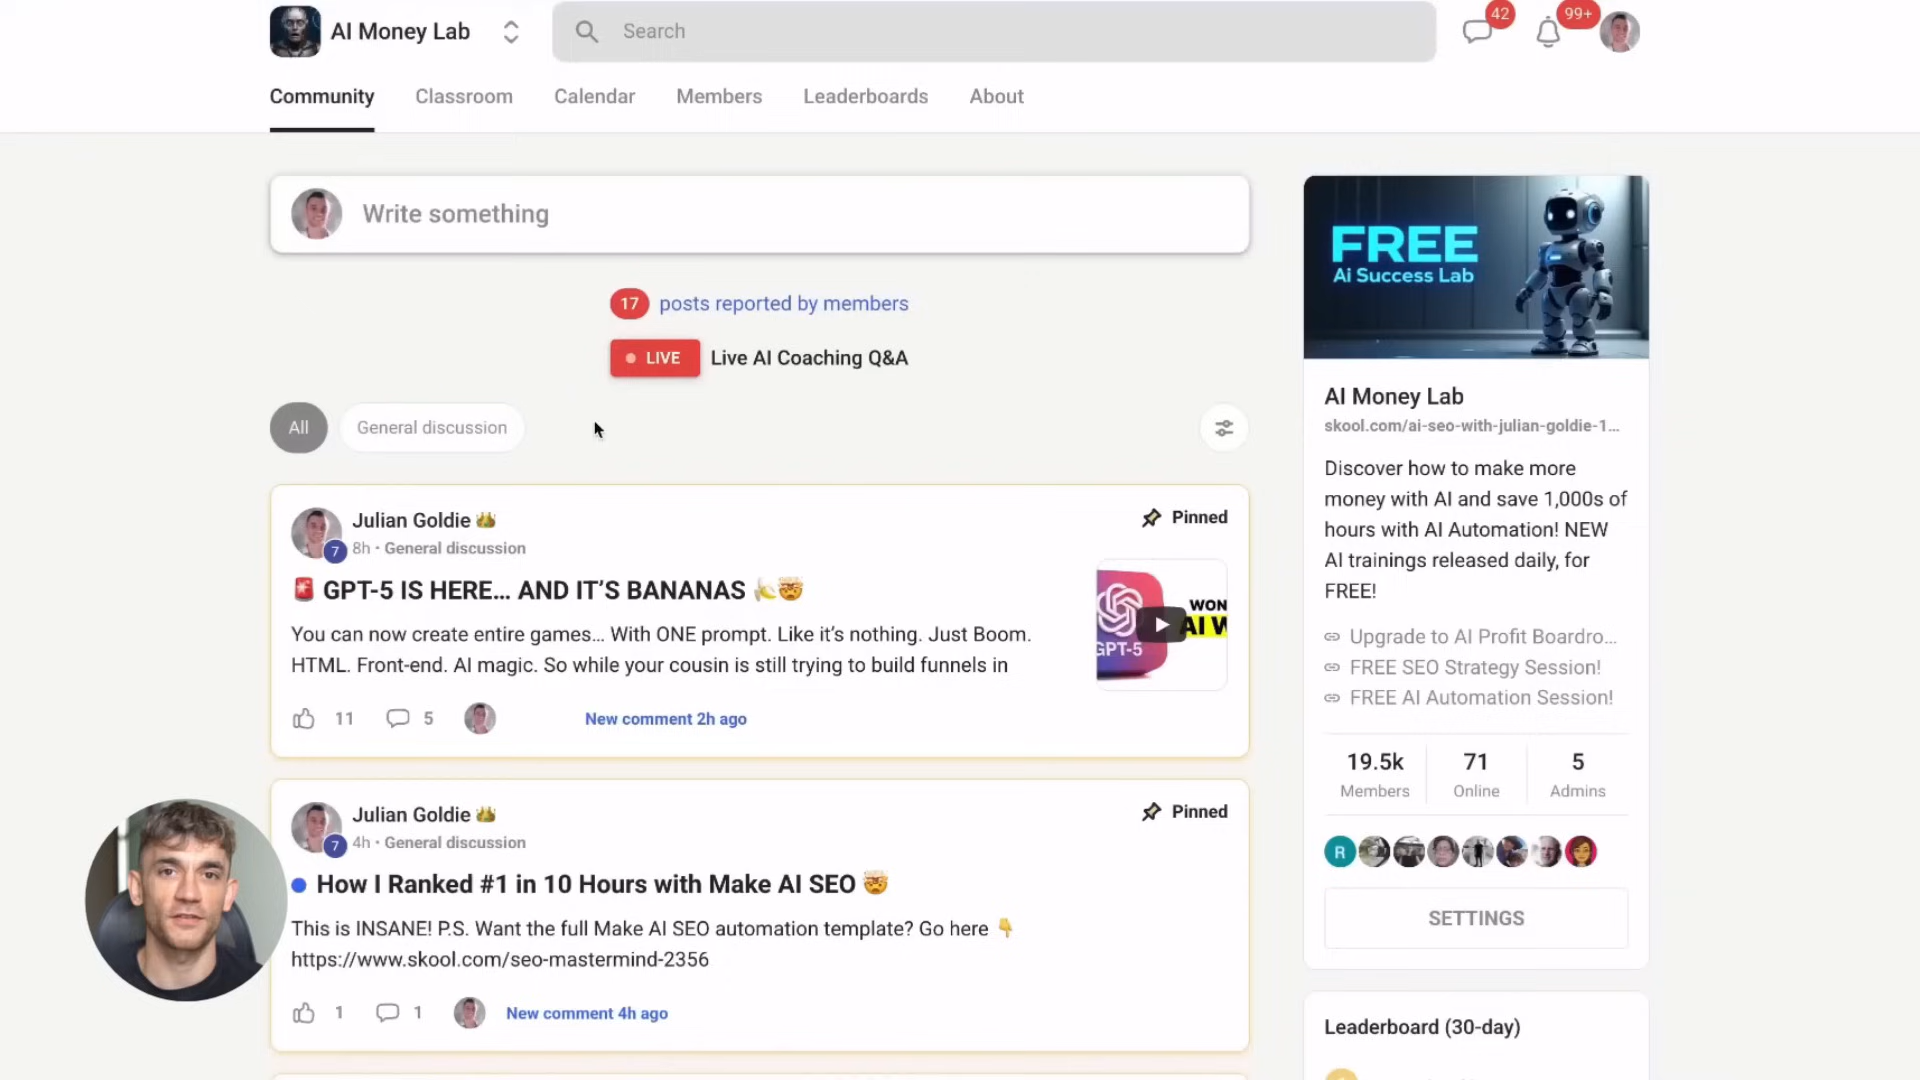 AI Money Lab
Search
42
99+
Community
Classroom
Calendar
Members
Leaderboards
About
Write something
17 posts reported by members
LIVE Live AI Coaching Q&A
All
General discussion
Julian Goldie
Pinned
7
8h • General discussion
🚨 GPT-5 IS HERE... AND IT’S BANANAS 🍌🤯
You can now create entire games... With ONE prompt. Like it’s nothing. Just Boom.
HTML. Front-end. AI magic. So while your cousin is still trying to build funnels in
WON
AI W
GPT-5
11
5
New comment 2h ago
Julian Goldie
Pinned
7
4h • General discussion
How I Ranked #1 in 10 Hours with Make AI SEO 🤯
This is INSANE! P.S. Want the full Make AI SEO automation template? Go here 👇
https://www.skool.com/seo-mastermind-2356
1
1
New comment 4h ago
FREE
Ai Success Lab
AI Money Lab
skool.com/ai-seo-with-julian-goldie-1...
Discover how to make more
money with AI and save 1,000s of
hours with AI Automation! NEW
AI trainings released daily, for
FREE!
Upgrade to AI Profit Boardro...
FREE SEO Strategy Session!
FREE AI Automation Session!
19.5k
Members
71
Online
5
Admins
R
SETTINGS
Leaderboard (30-day)